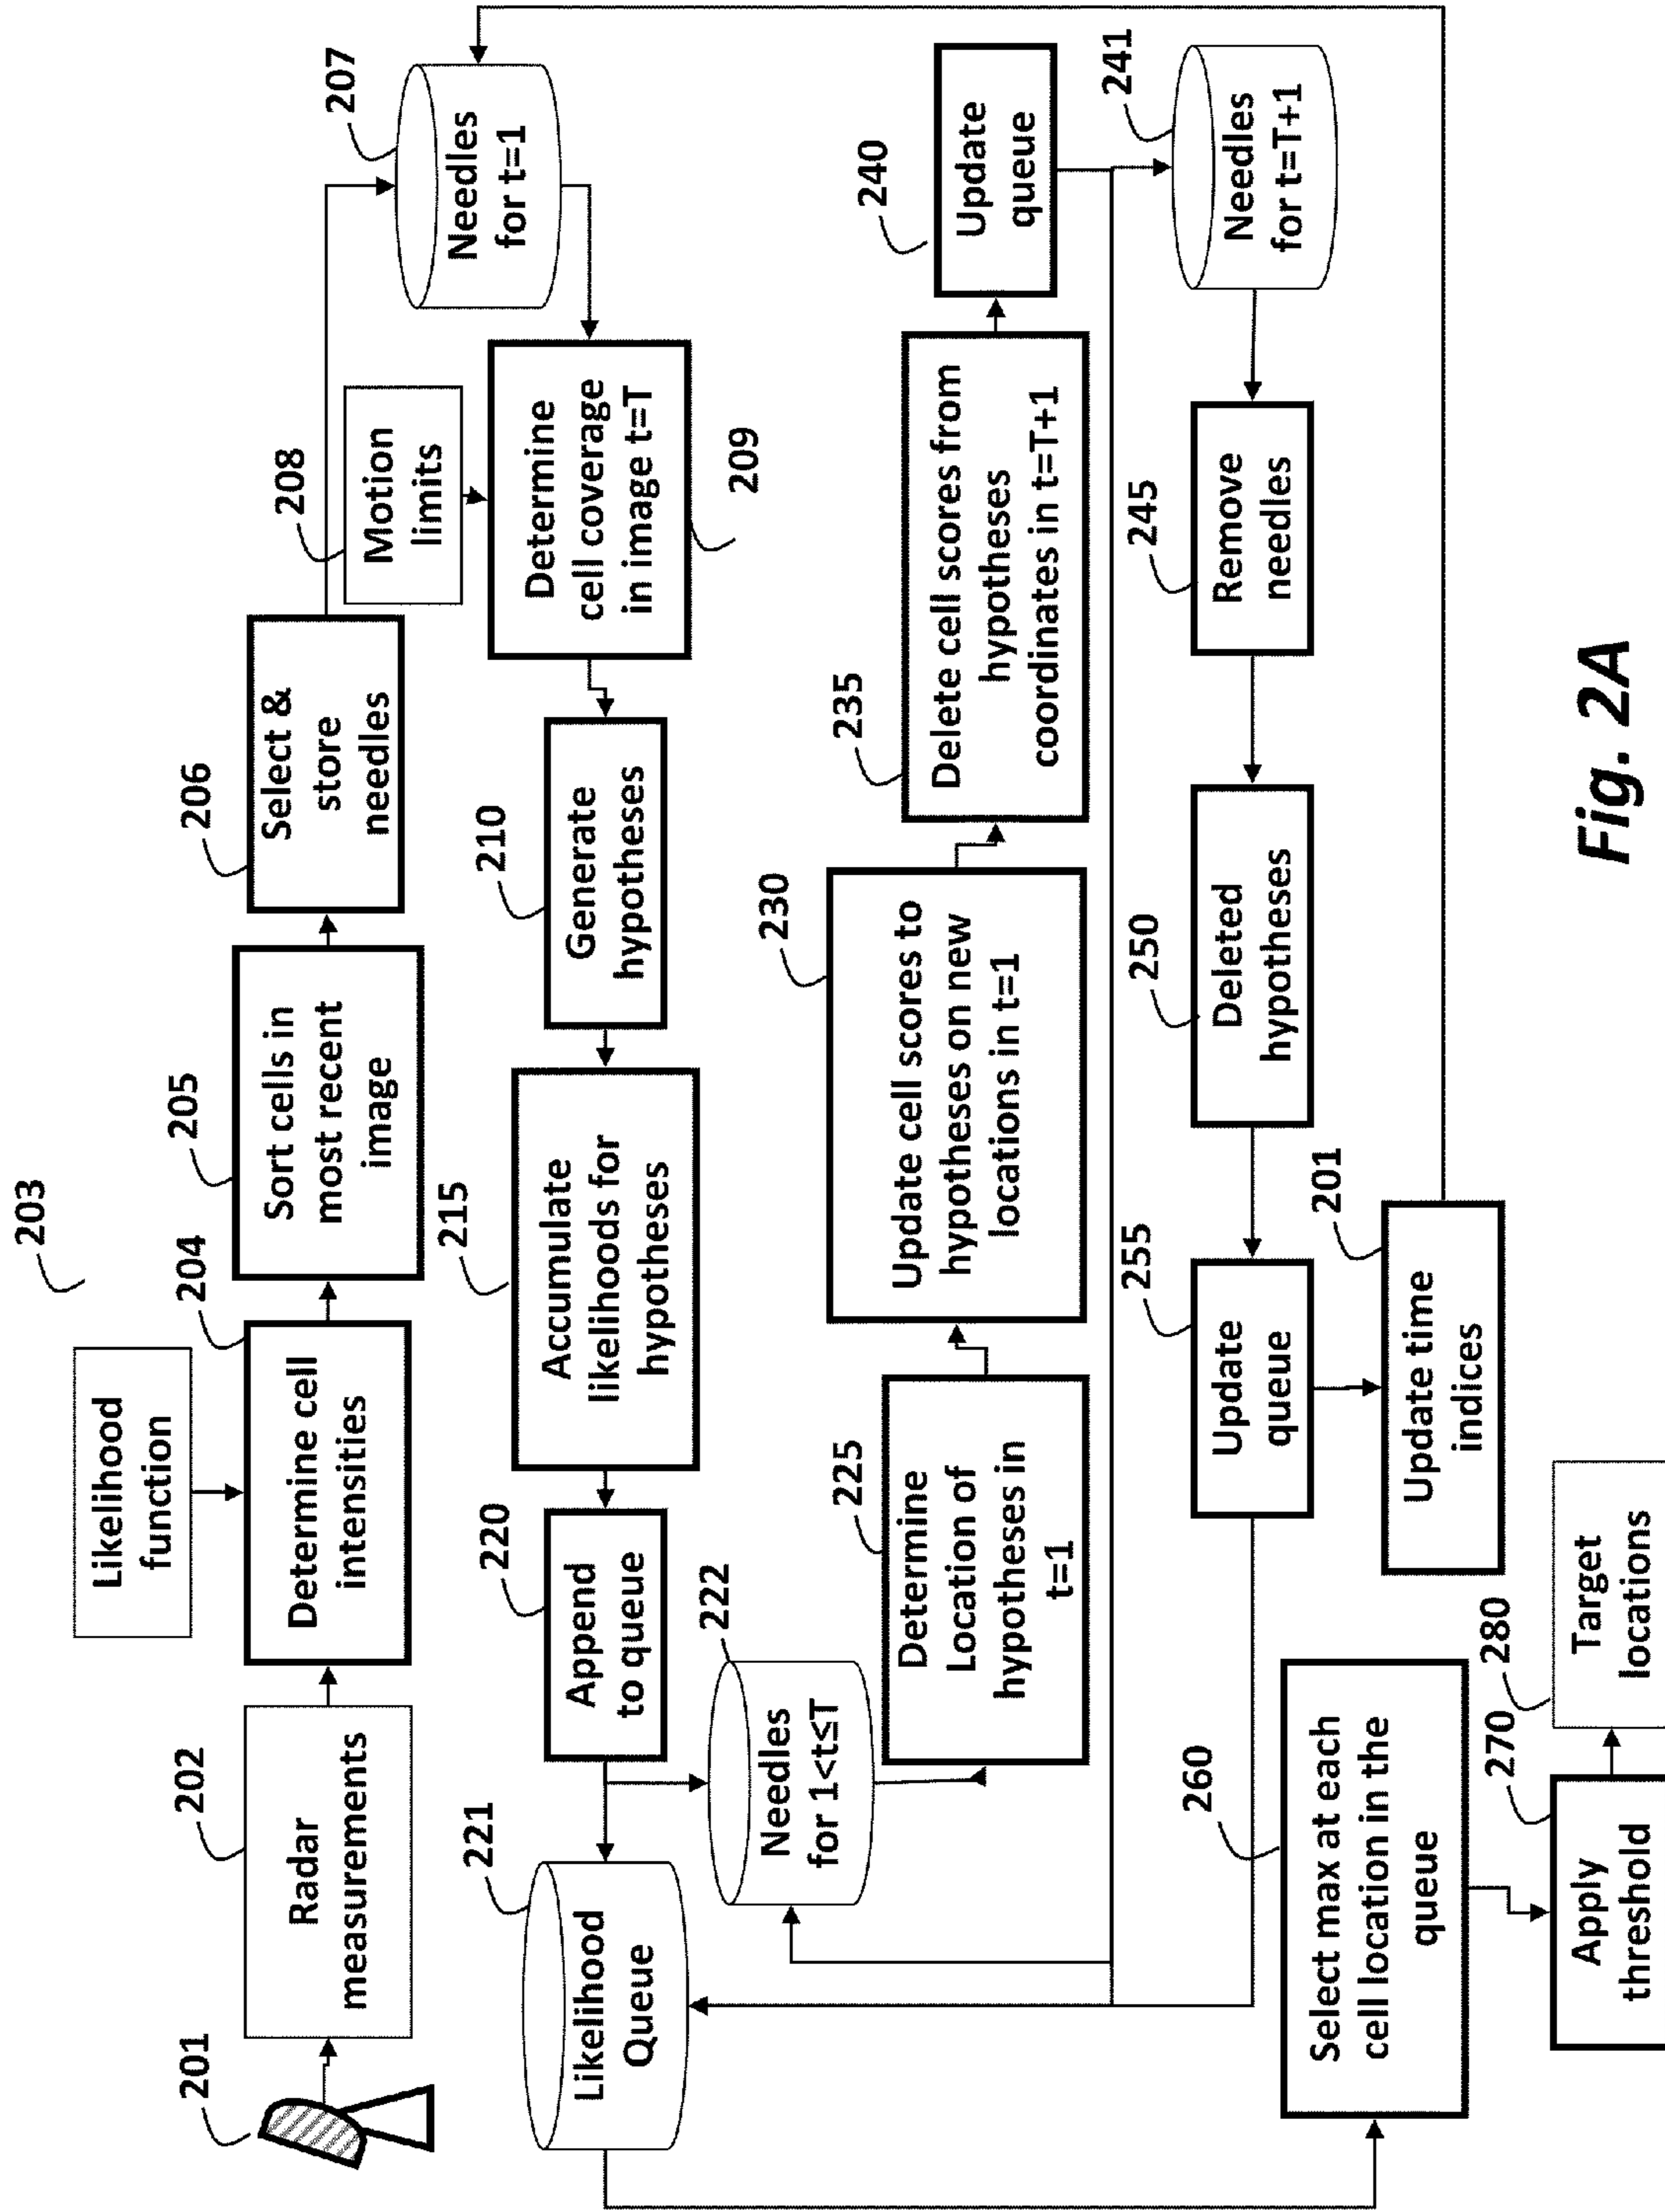 203
Likelihood
function
201
202
Radar
measurements
204
Determine cell
intensities
205
Sort cells in
most recent
image
206
Select &
store
needles
207
Needles
for t=1
208
Motion
limits
209
Determine
cell coverage
in image t=T
210
Generate
hypotheses
215
Accumulate
likelihoods for
hypotheses
220
Append
to queue
221
Likelihood
Queue
222
Needles
for 1<t≤T
225
Determine
Location of
hypotheses in
t=1
230
Update cell scores to
hypotheses on new
locations in t=1
235
Delete cell scores from
hypotheses
coordinates in t=T+1
240
Update
queue
241
Needles
for t=T+1
245
Remove
needles
250
Deleted
hypotheses
255
Update
queue
201
Update time
indices
260
Select max at each
cell location in the
queue
270
Apply
threshold
280
Target
locations
Fig. 2A